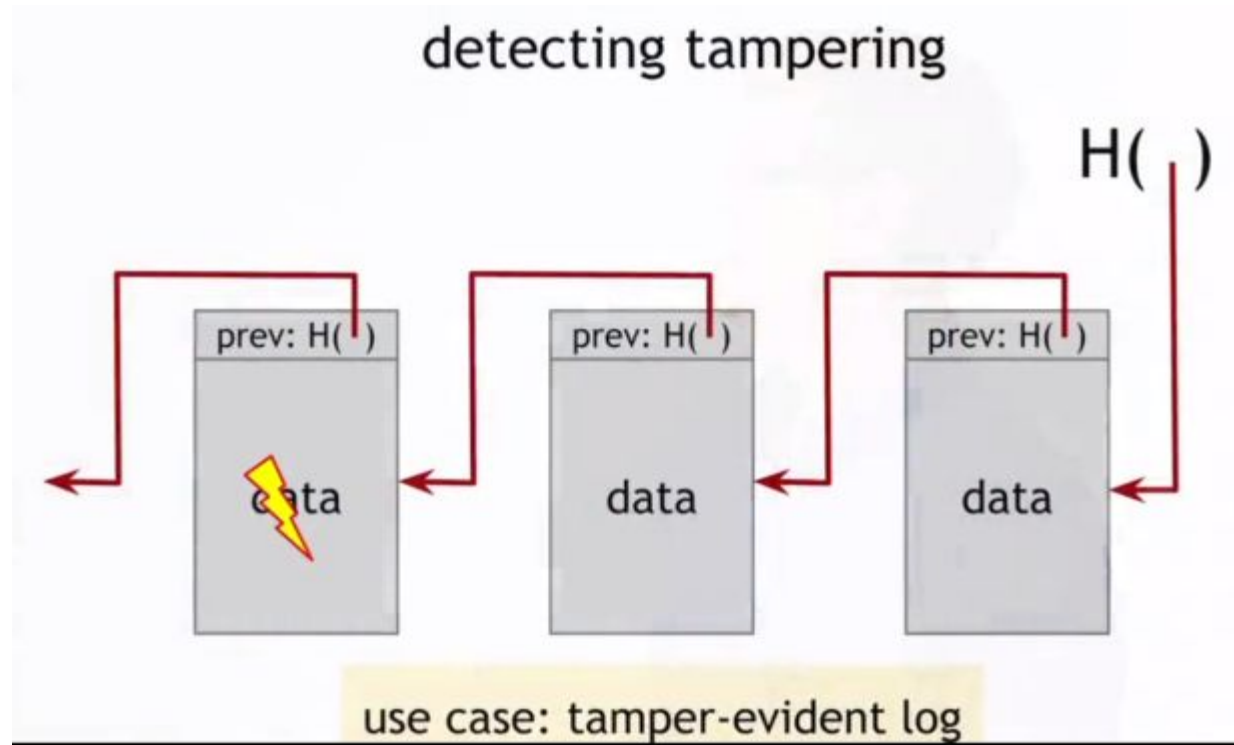 detecting tampering
H( )
prev: H( )
prev: H( )
prev: H( )
data
data
data
use case: tamper-evident log